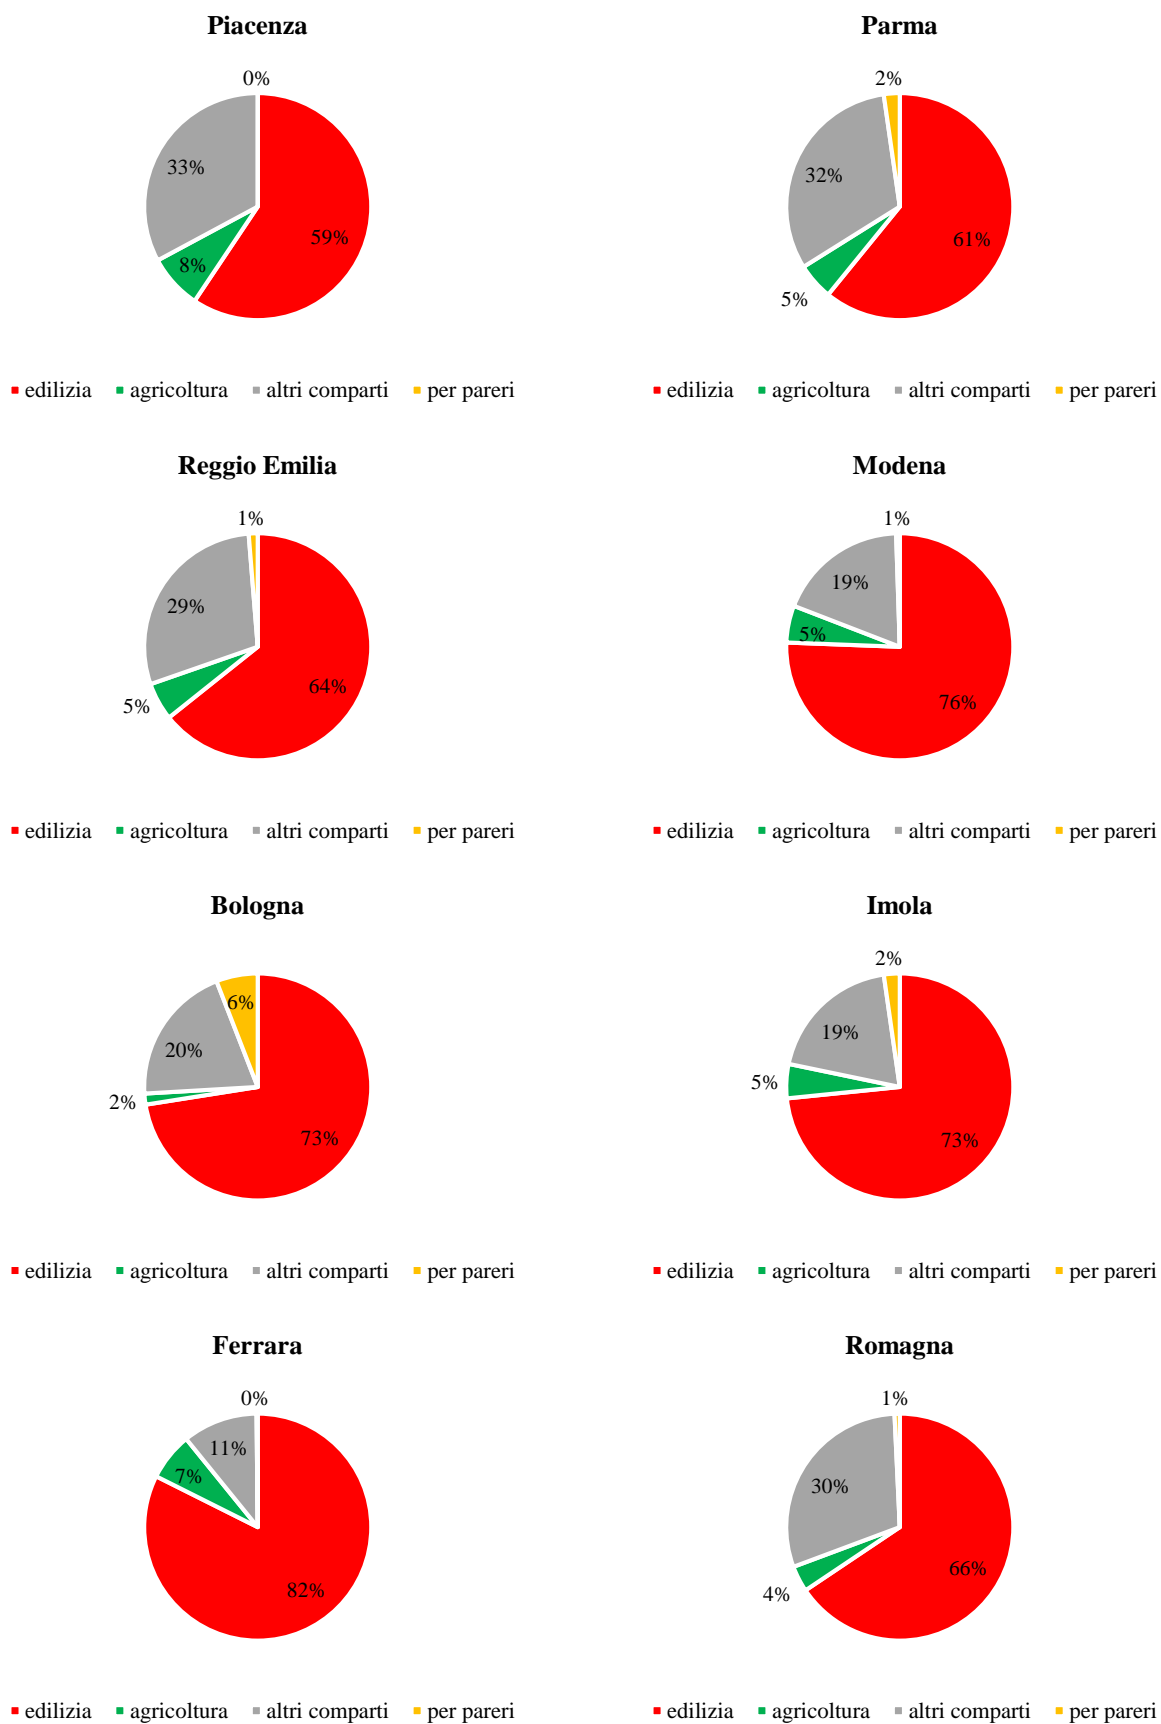 Piacenza
0%
33%
59%
8%
edilizia agricoltura altri comparti per pareri
Parma
2%
32%
61%
5%
edilizia agricoltura altri comparti per pareri
Reggio Emilia
1%
29%
64%
5%
edilizia agricoltura altri comparti per pareri
Modena
1%
19%
5%
76%
edilizia agricoltura altri comparti per pareri
Bologna
6%
20%
2%
73%
edilizia agricoltura altri comparti per pareri
Imola
2%
19%
5%
73%
edilizia agricoltura altri comparti per pareri
Ferrara
0%
11%
7%
82%
edilizia agricoltura altri comparti per pareri
Romagna
1%
30%
66%
4%
edilizia agricoltura altri comparti per pareri